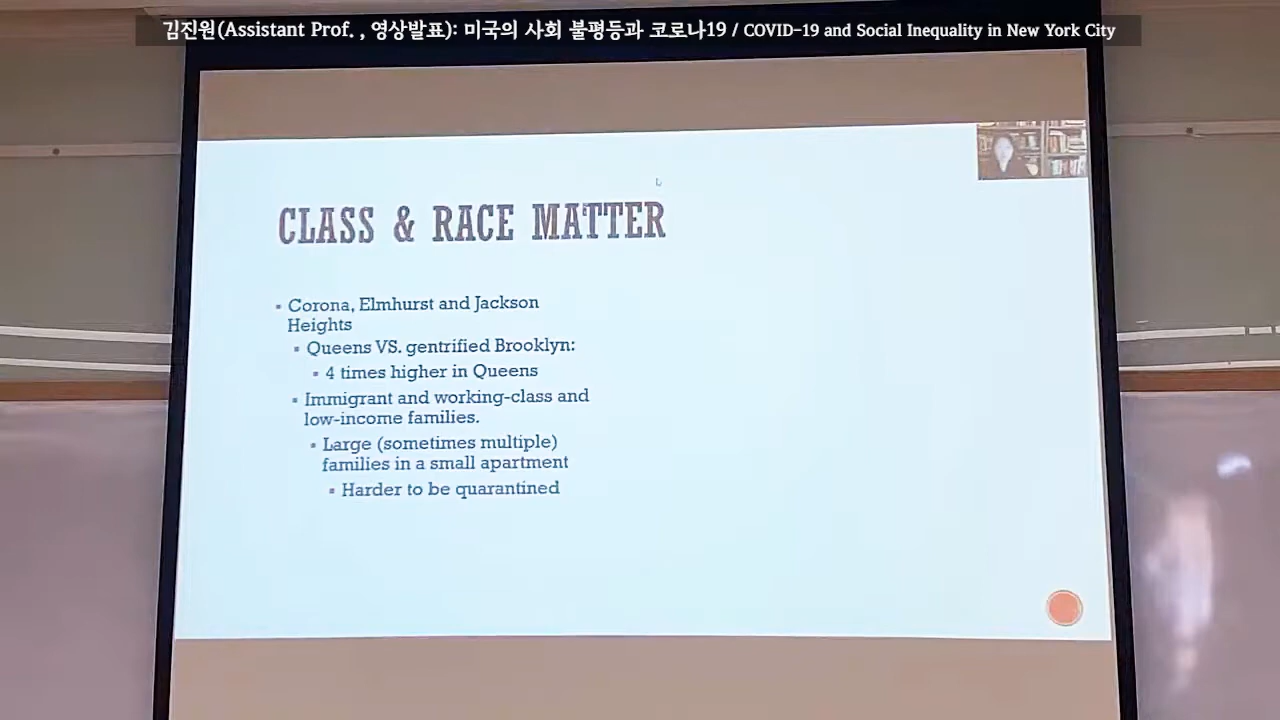 김진원(Assistant Prof. , 영상발표): 미국의 사회 불평등과 코로나19 / COVID-19 and Social Inequality in New York City
CLASS & RACE MATTER
▪ Corona, Elmhurst and Jackson
Heights
▪ Queens VS. gentrified Brooklyn:
▪ 4 times higher in Queens
▪ Immigrant and working-class and
low-income families.
▪ Large (sometimes multiple)
families in a small apartment
▪ Harder to be quarantined